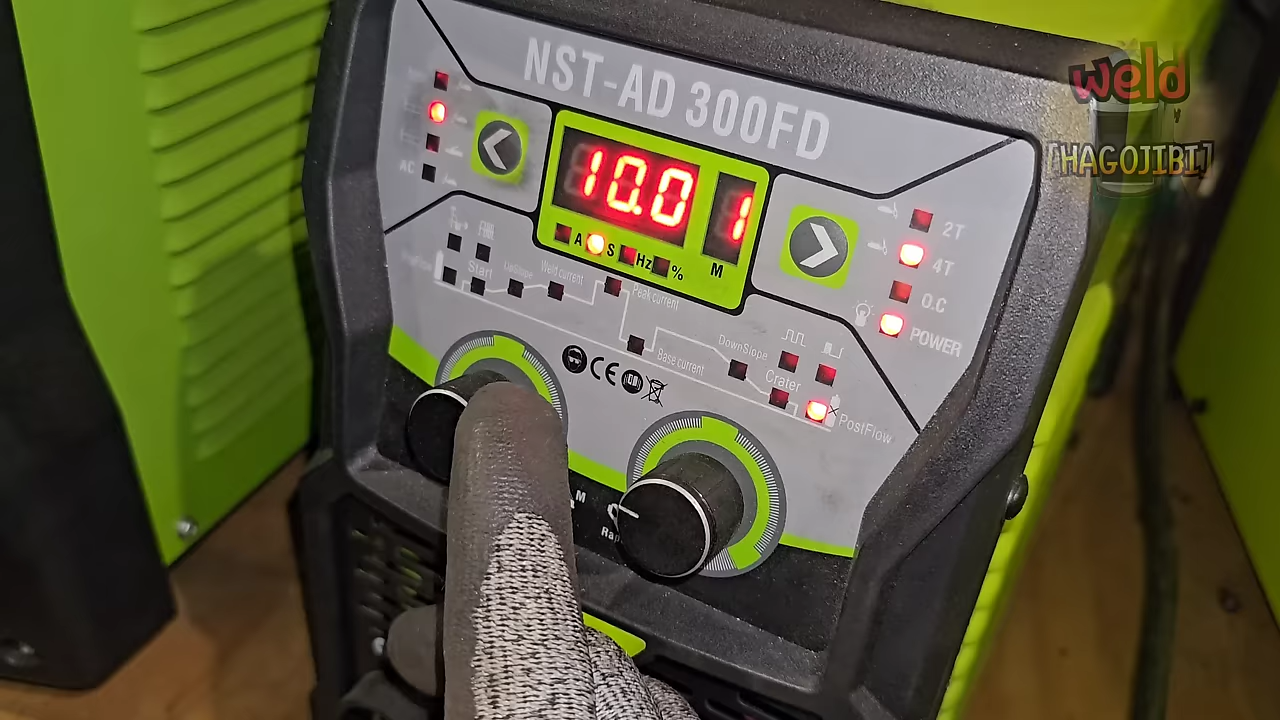 NST-AD 300FD
weld
[HAGOJIBI]
AC
10.0 1
A S Hz % M
2T
4T
O.C
POWER
Start
UpSlope
Weld current
Peak current
Base current
DownSlope
Crater
PostFlow
CE
M